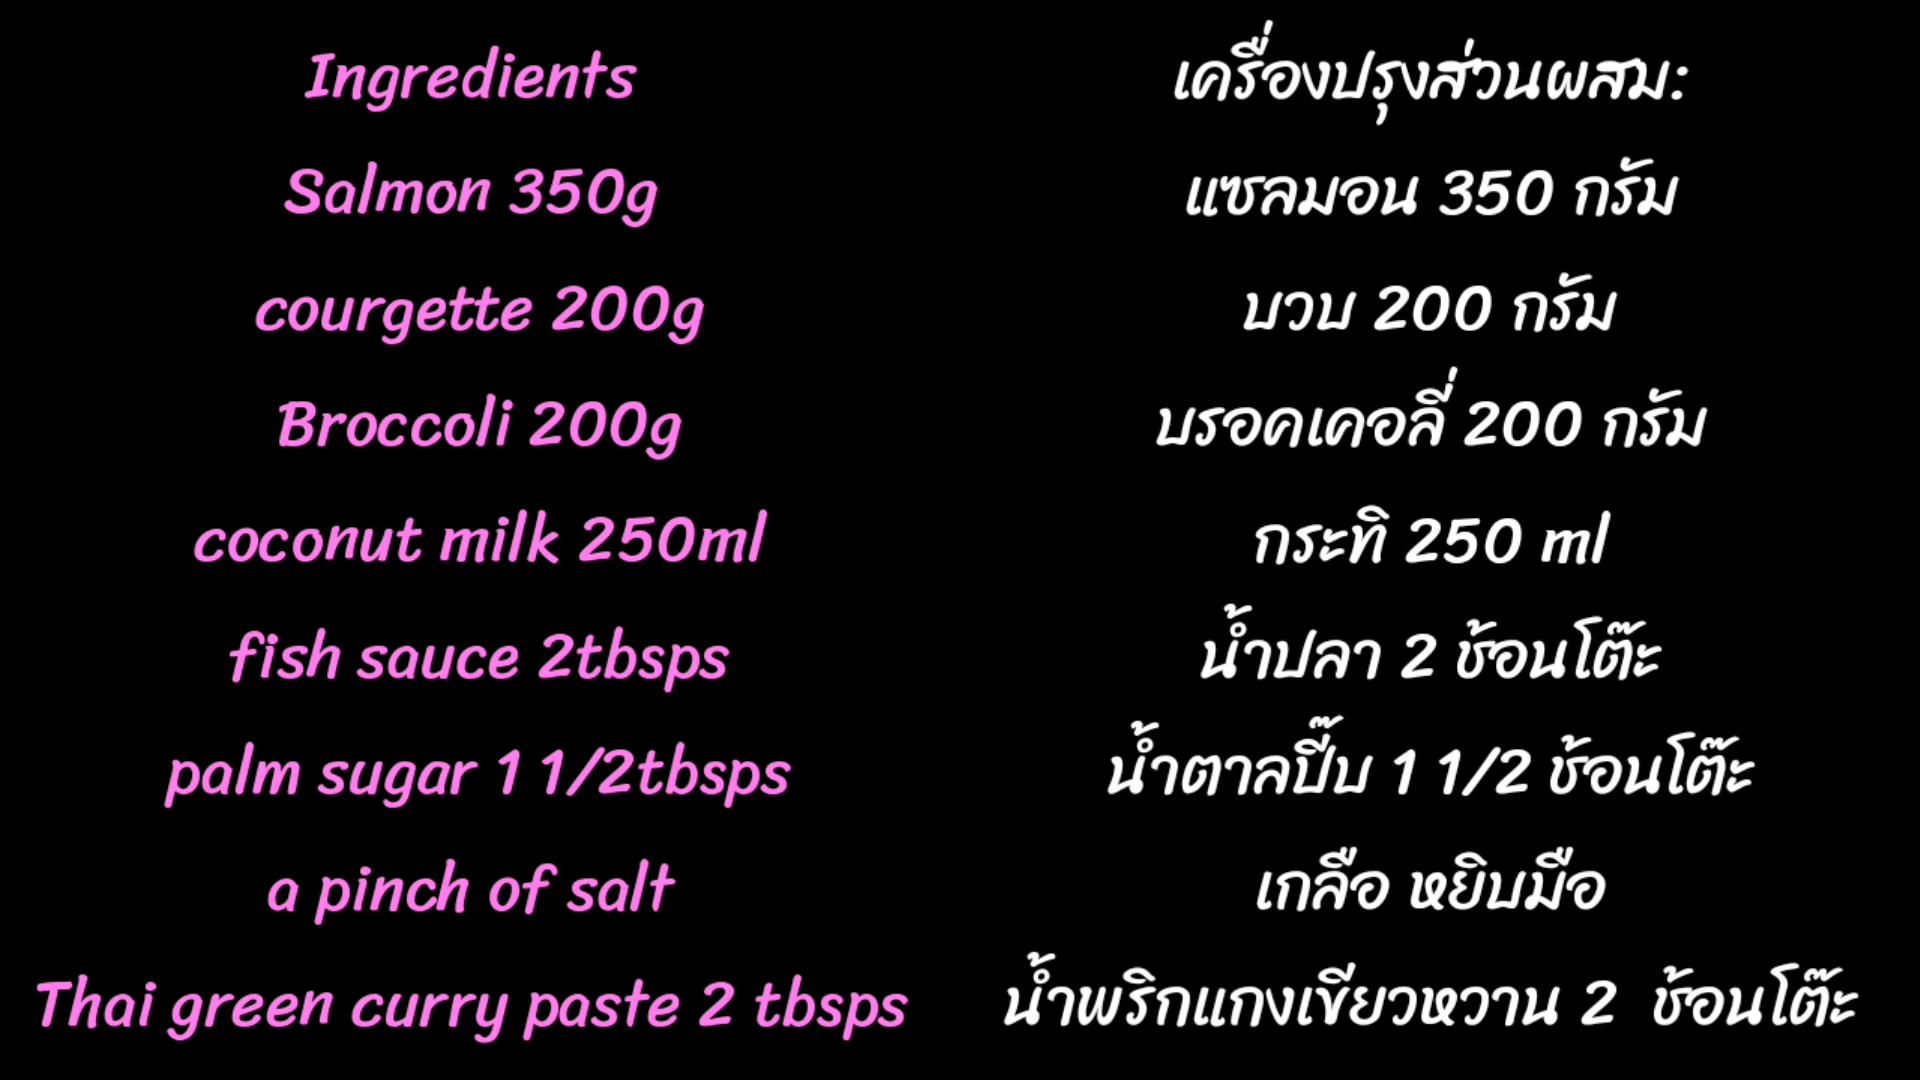 Ingredients
Salmon 350g
courgette 200g
Broccoli 200g
coconut milk 250ml
fish sauce 2tbsps
palm sugar 1 1/2tbsps
a pinch of salt
Thai green curry paste 2 tbsps
เครื่องปรุงส่วนผสม:
แซลมอน 350 กรัม
บวบ 200 กรัม
บรอคเคอลี่ 200 กรัม
กระทิ 250 ml
น้ำปลา 2 ช้อนโต๊ะ
น้ำตาลปี๊บ 1 1/2 ช้อนโต๊ะ
เกลือ หยิบมือ
น้ำพริกแกงเขียวหวาน 2 ช้อนโต๊ะ